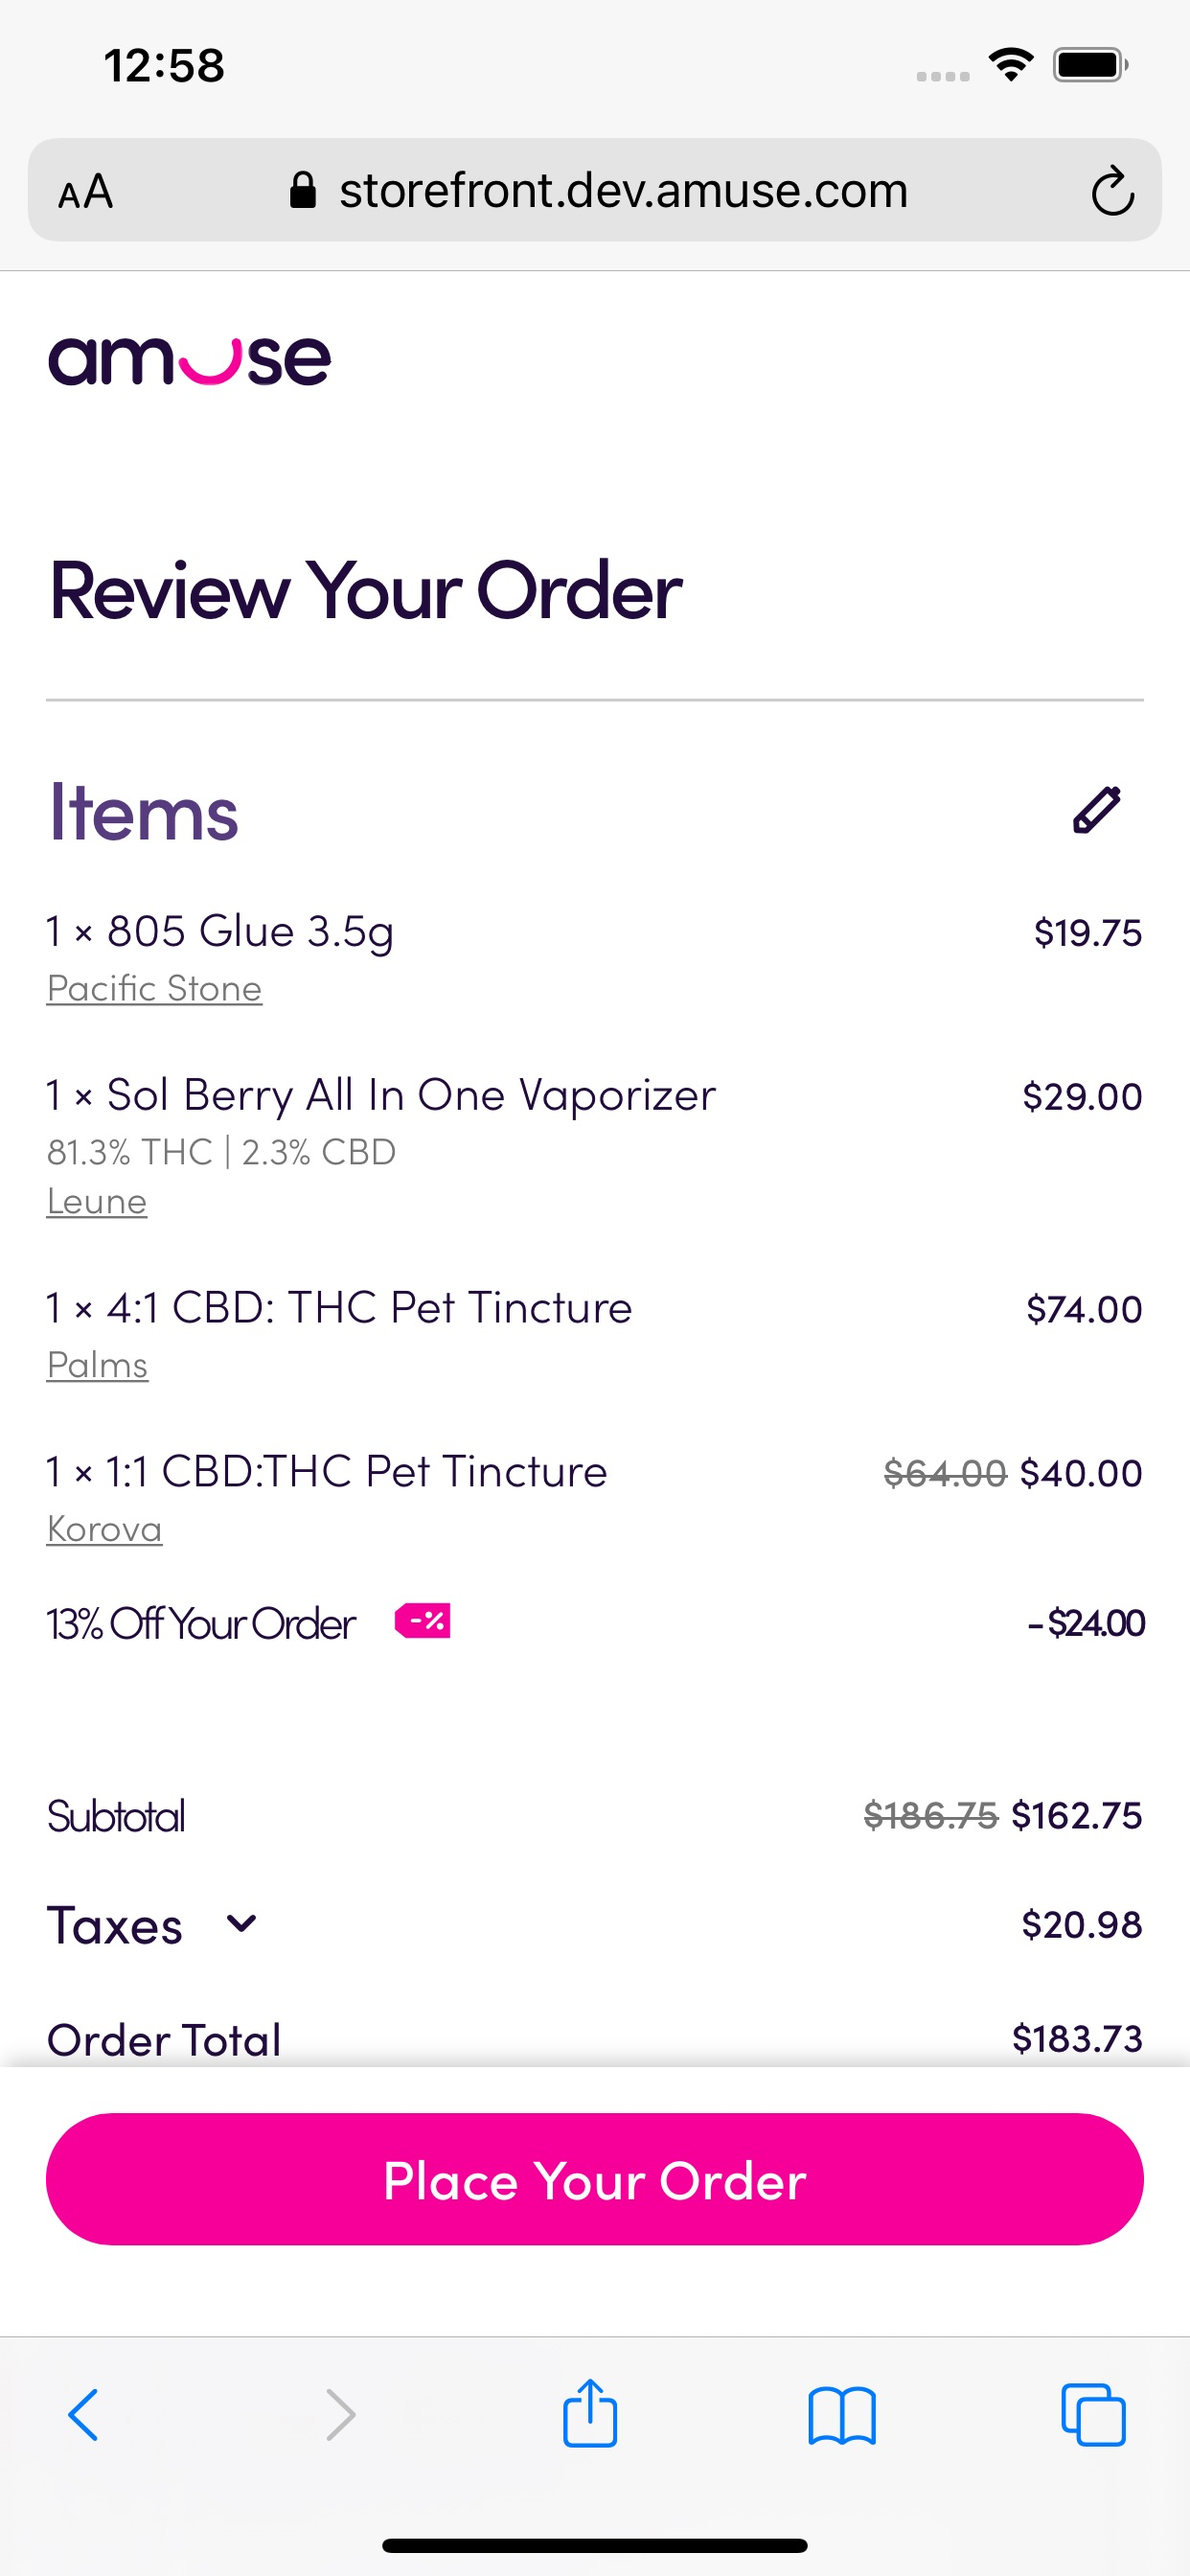 12:58
AA storefront.dev.amuse.com
amuse
Review Your Order
Items
1 × 805 Glue 3.5g $19.75
Pacific Stone
1 × Sol Berry All In One Vaporizer $29.00
81.3% THC | 2.3% CBD
Leune
1 × 4:1 CBD: THC Pet Tincture $74.00
Palms
1 × 1:1 CBD:THC Pet Tincture $64.00 $40.00
Korova
13% Off Your Order -% -$24.00
Subtotal $186.75 $162.75
Taxes $20.98
Order Total $183.73
Place Your Order